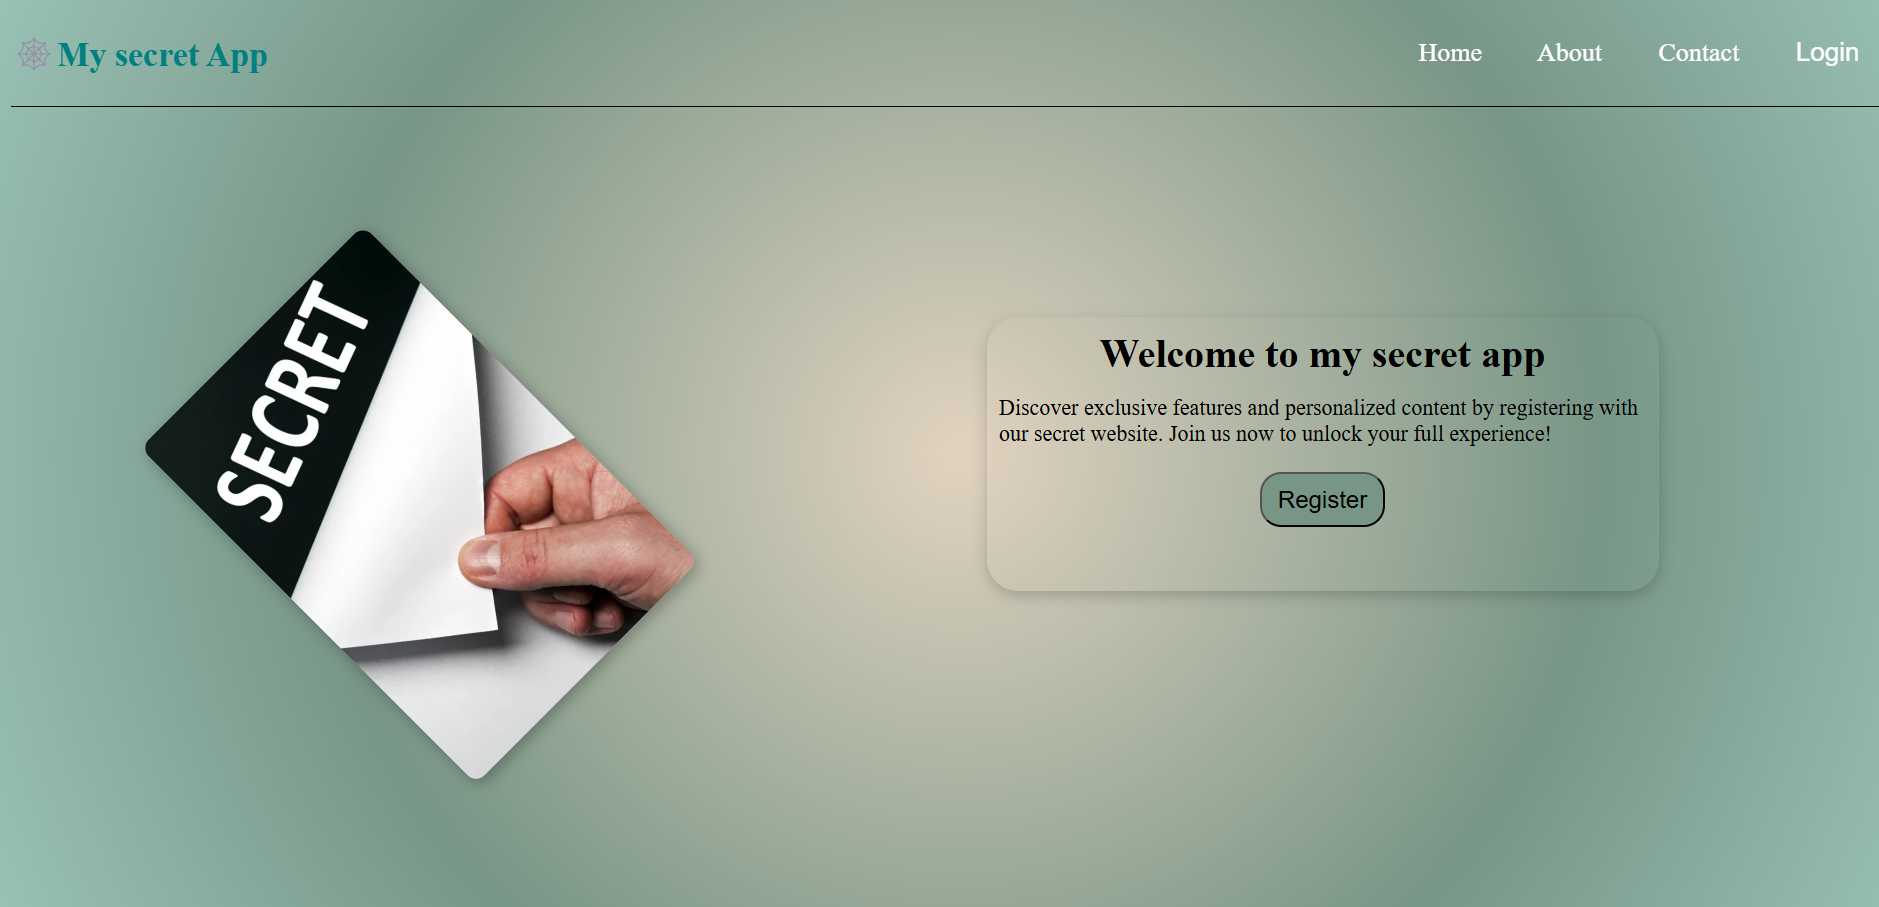 My secret App
Home About Contact Login
SECRET
Welcome to my secret app
Discover exclusive features and personalized content by registering with
our secret website. Join us now to unlock your full experience!
Register